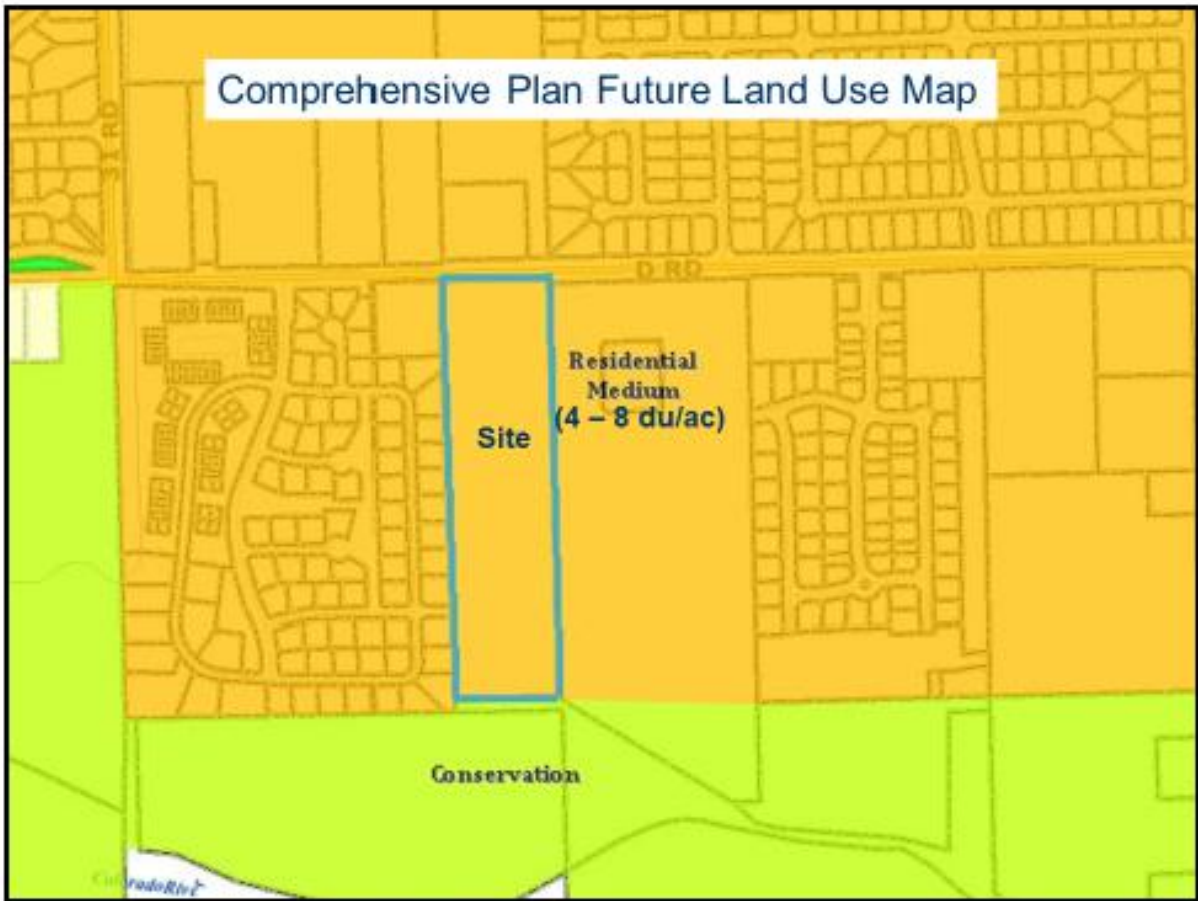 Comprehensive Plan Future Land Use Map
31 RD
D RD
Residential
Medium
(4 – 8 du/ac)
Site
Conservation